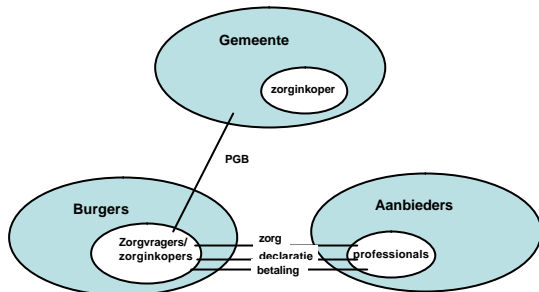 Gemeente
zorginkoper
PGB
Burgers
Aanbieders
Zorgvragers/
zorginkopers
zorg
declaratie
betaling
professionals